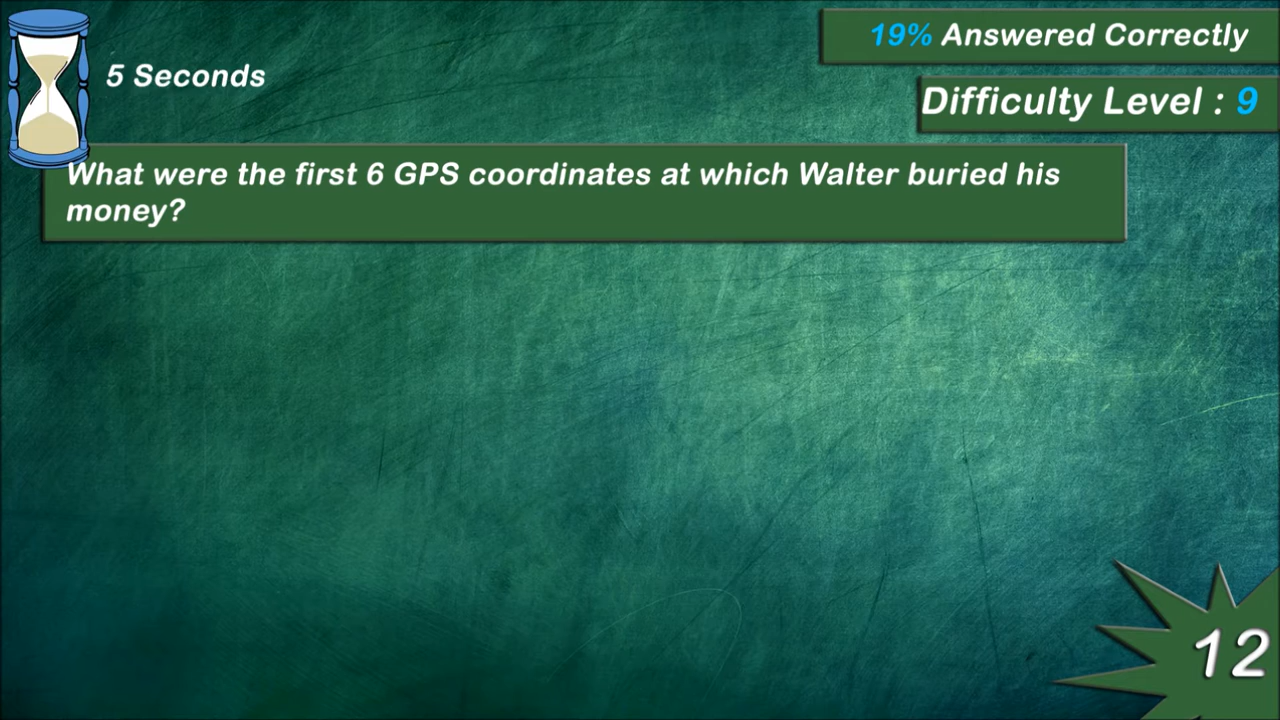 19% Answered Correctly
5 Seconds
Difficulty Level : 9
What were the first 6 GPS coordinates at which Walter buried his
money?
12